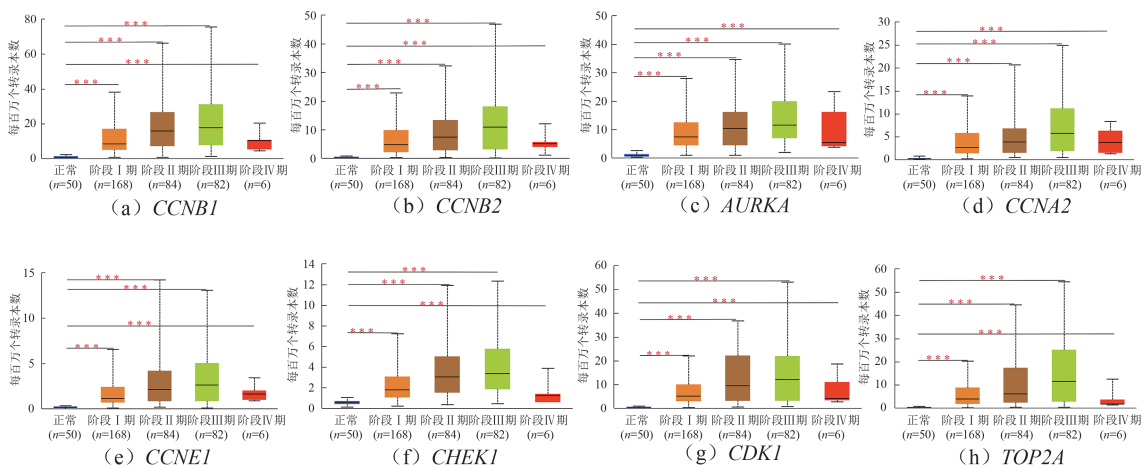 每百万个转录本数
80
60
40
20
0
***
***
***
***
正常 阶段Ⅰ期 阶段Ⅱ期 阶段Ⅲ期 阶段Ⅳ期
(n=50) (n=168) (n=84) (n=82) (n=6)
(a) CCNB1
每百万个转录本数
50
40
30
20
10
0
***
***
***
***
正常 阶段Ⅰ期 阶段Ⅱ期 阶段Ⅲ期 阶段Ⅳ期
(n=50) (n=168) (n=84) (n=82) (n=6)
(b) CCNB2
每百万个转录本数
50
40
30
20
10
0
***
***
***
***
正常 阶段Ⅰ期 阶段Ⅱ期 阶段Ⅲ期 阶段Ⅳ期
(n=50) (n=168) (n=84) (n=82) (n=6)
(c) AURKA
每百万个转录本数
30
25
20
15
10
5
0
***
***
***
***
正常 阶段Ⅰ期 阶段Ⅱ期 阶段Ⅲ期 阶段Ⅳ期
(n=50) (n=168) (n=84) (n=82) (n=6)
(d) CCNA2
每百万个转录本数
15
10
5
0
***
***
***
***
正常 阶段Ⅰ期 阶段Ⅱ期 阶段Ⅲ期 阶段Ⅳ期
(n=50) (n=168) (n=84) (n=82) (n=6)
(e) CCNE1
每百万个转录本数
14
12
10
8
6
4
2
0
***
***
***
***
正常 阶段Ⅰ期 阶段Ⅱ期 阶段Ⅲ期 阶段Ⅳ期
(n=50) (n=168) (n=84) (n=82) (n=6)
(f) CHEK1
每百万个转录本数
60
50
40
30
20
10
0
***
***
***
***
正常 阶段Ⅰ期 阶段Ⅱ期 阶段Ⅲ期 阶段Ⅳ期
(n=50) (n=168) (n=84) (n=82) (n=6)
(g) CDK1
每百万个转录本数
60
50
40
30
20
10
0
***
***
***
***
正常 阶段Ⅰ期 阶段Ⅱ期 阶段Ⅲ期 阶段Ⅳ期
(n=50) (n=168) (n=84) (n=82) (n=6)
(h) TOP2A